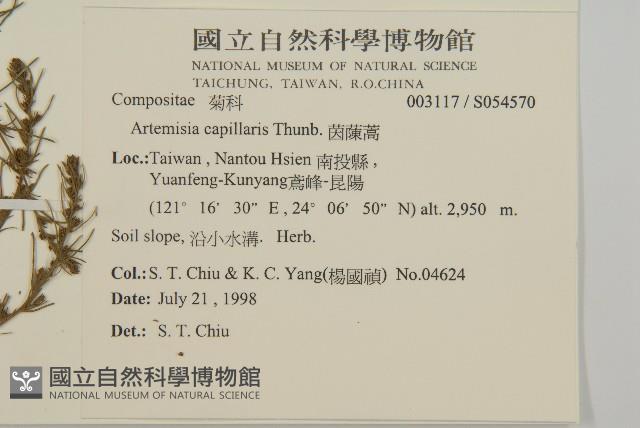 國立自然科學博物館
NATIONAL MUSEUM OF NATURAL SCIENCE
TAICHUNG, TAIWAN, R.O.CHINA
Compositae 菊科 003117 / S054570
Artemisia capillaris Thunb. 茵蔯蒿
Loc.:Taiwan , Nantou Hsien 南投縣 ,
Yuanfeng-Kunyang鳶峰-昆陽
(121° 16' 30" E , 24° 06' 50" N) alt. 2,950 m.
Soil slope, 沿小水溝. Herb.
Col.: S. T. Chiu & K. C. Yang(楊國禎) No.04624
Date: July 21 , 1998
Det.: S. T. Chiu
國立自然科學博物館
NATIONAL MUSEUM OF NATURAL SCIENCE